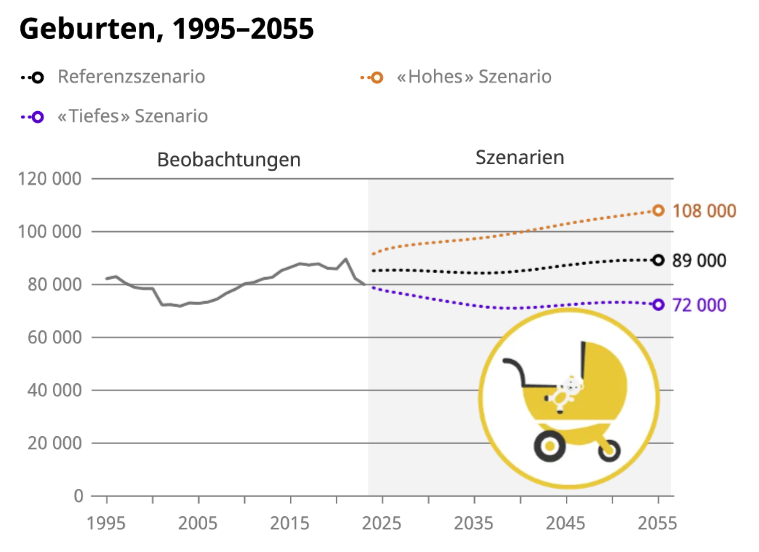 Geburten, 1995–2055
Referenzszenario
«Hohes» Szenario
«Tiefes» Szenario
Beobachtungen
Szenarien
120 000
100 000
80 000
60 000
40 000
20 000
0
108 000
89 000
72 000
1995
2005
2015
2025
2035
2045
2055